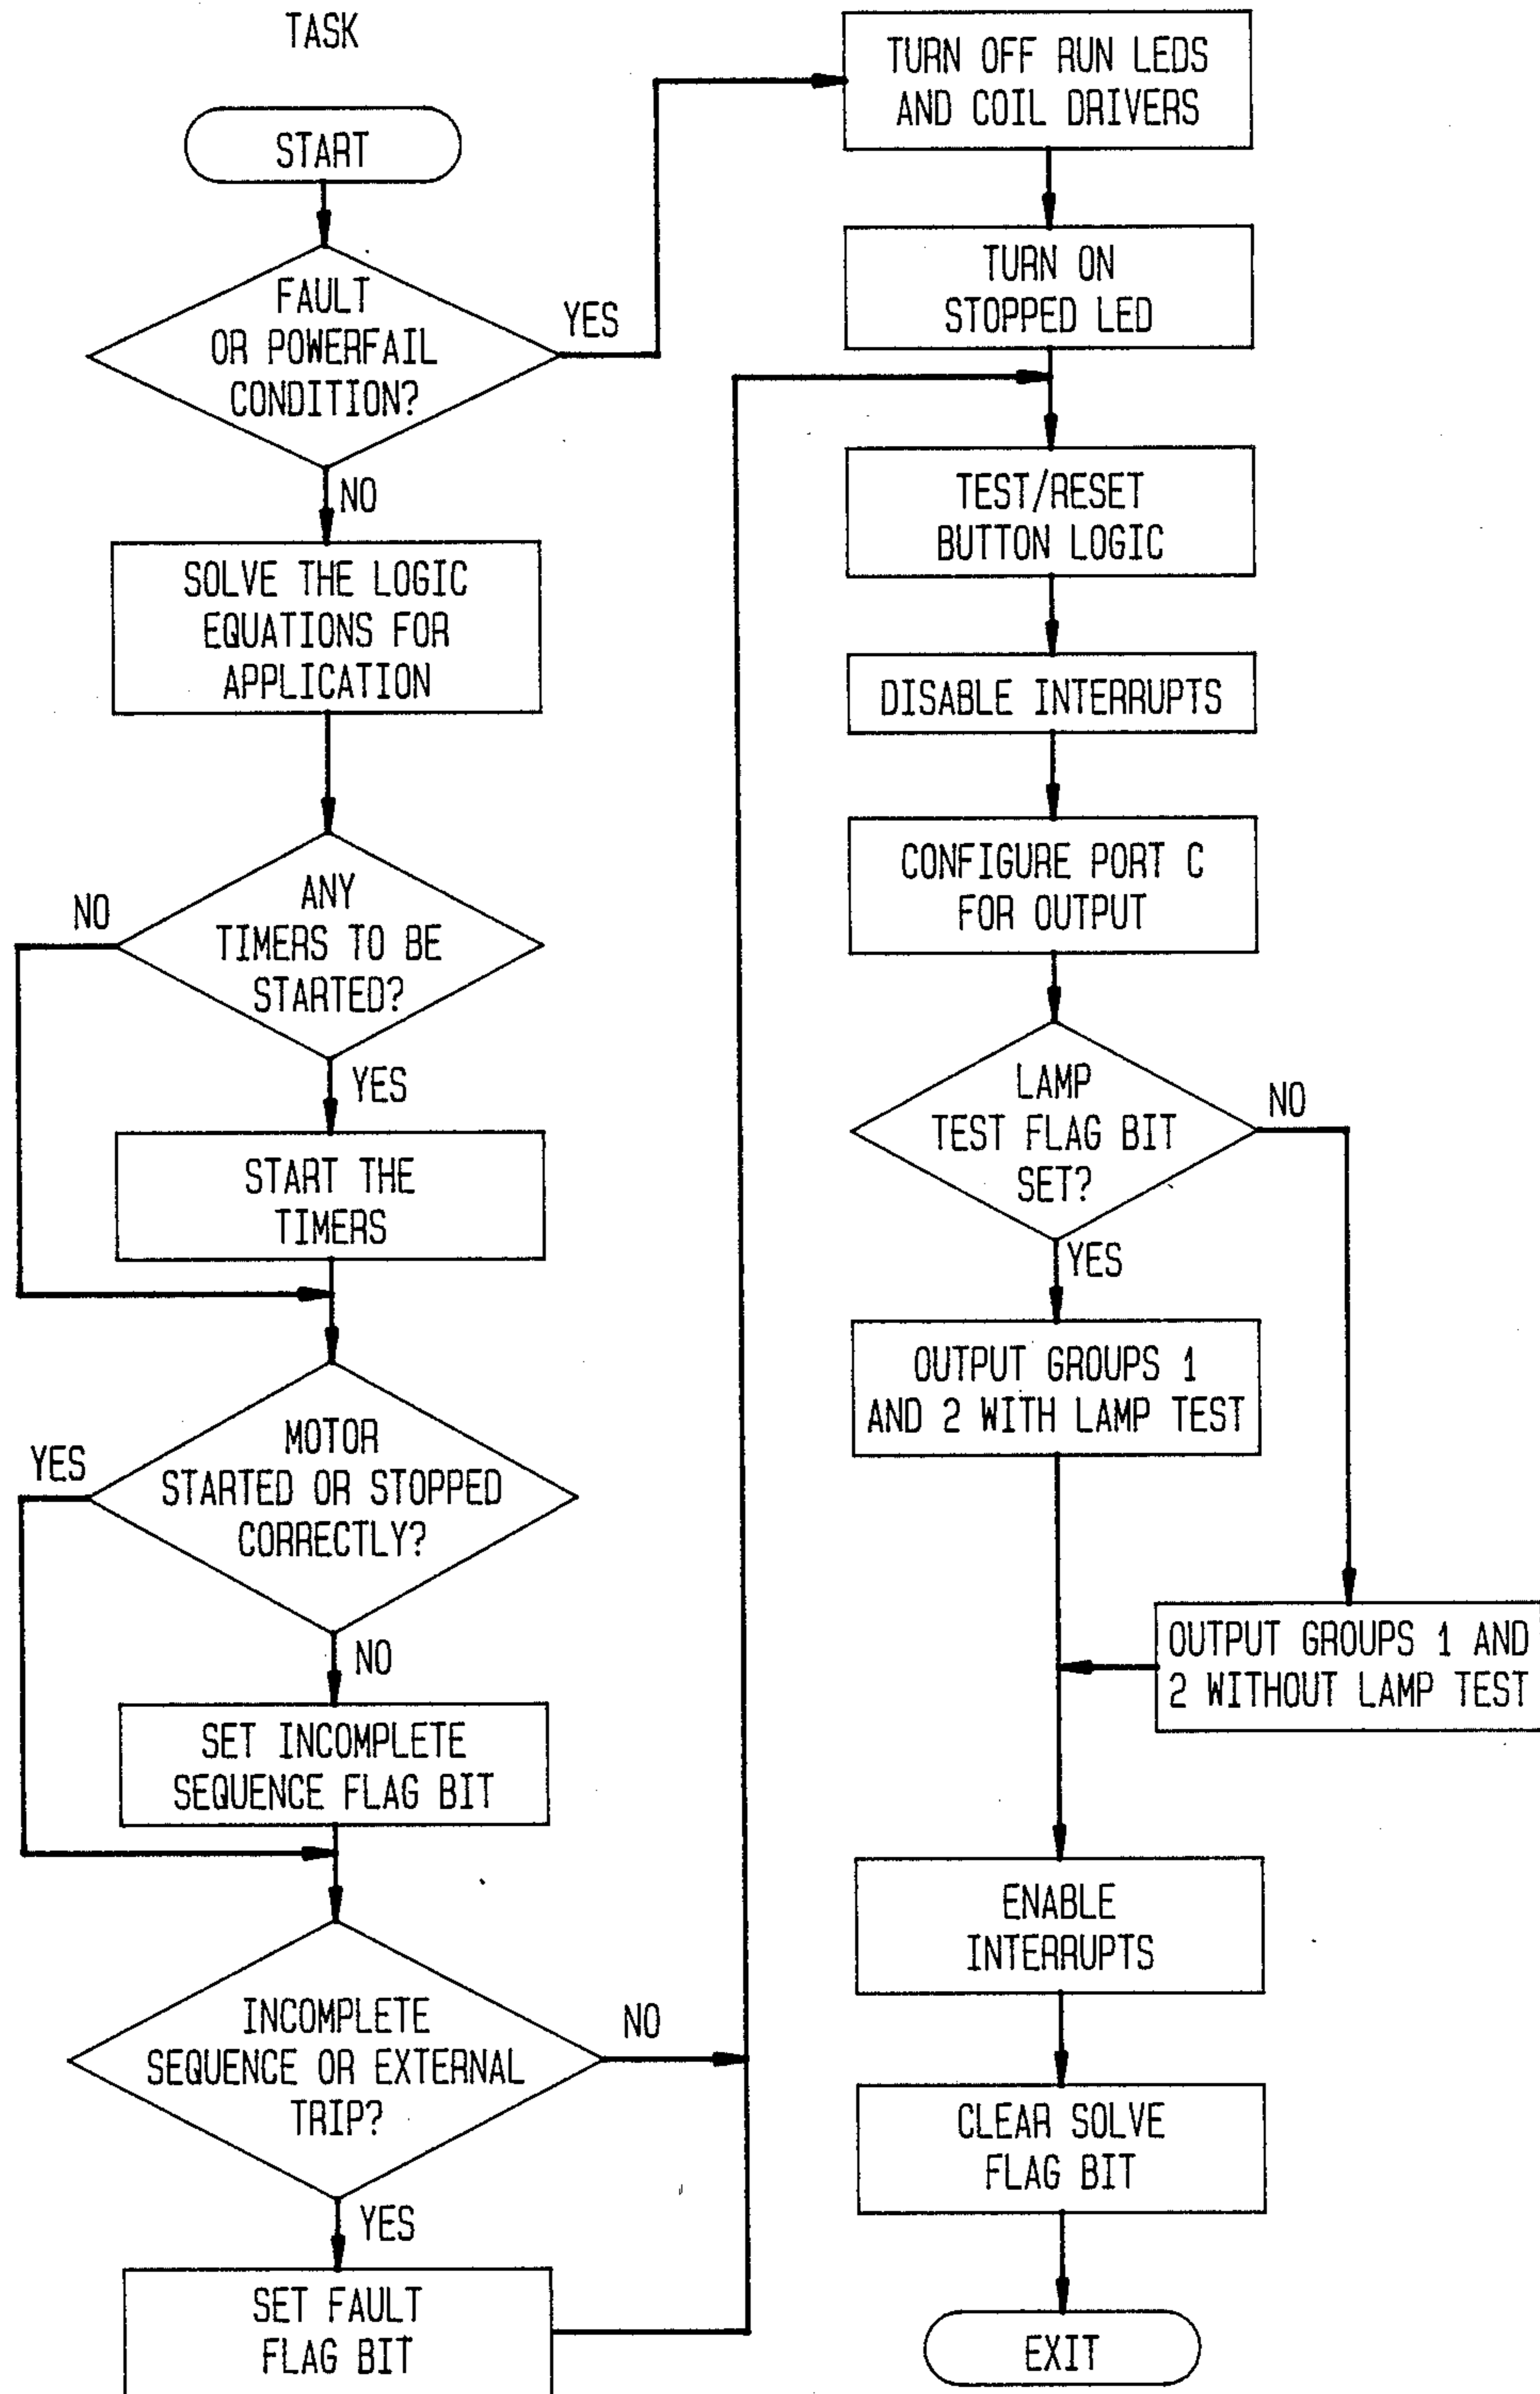 TASK
START
FAULT
OR POWERFAIL
CONDITION?
YES
NO
SOLVE THE LOGIC
EQUATIONS FOR
APPLICATION
ANY
TIMERS TO BE
STARTED?
NO
YES
START THE
TIMERS
MOTOR
STARTED OR STOPPED
CORRECTLY?
YES
NO
SET INCOMPLETE
SEQUENCE FLAG BIT
INCOMPLETE
SEQUENCE OR EXTERNAL
TRIP?
NO
YES
SET FAULT
FLAG BIT
TURN OFF RUN LEDS
AND COIL DRIVERS
TURN ON
STOPPED LED
TEST/RESET
BUTTON LOGIC
DISABLE INTERRUPTS
CONFIGURE PORT C
FOR OUTPUT
LAMP
TEST FLAG BIT
SET?
NO
YES
OUTPUT GROUPS 1
AND 2 WITH LAMP TEST
OUTPUT GROUPS 1 AND
2 WITHOUT LAMP TEST
ENABLE
INTERRUPTS
CLEAR SOLVE
FLAG BIT
EXIT